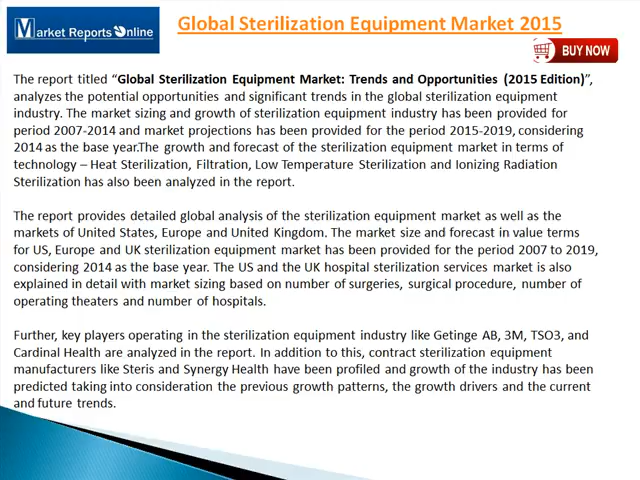 Market Reports Online
Global Sterilization Equipment Market 2015
BUY NOW
The report titled “Global Sterilization Equipment Market: Trends and Opportunities (2015 Edition)”,
analyzes the potential opportunities and significant trends in the global sterilization equipment
industry. The market sizing and growth of sterilization equipment industry has been provided for
period 2007-2014 and market projections has been provided for the period 2015-2019, considering
2014 as the base year.The growth and forecast of the sterilization equipment market in terms of
technology – Heat Sterilization, Filtration, Low Temperature Sterilization and Ionizing Radiation
Sterilization has also been analyzed in the report.
The report provides detailed global analysis of the sterilization equipment market as well as the
markets of United States, Europe and United Kingdom. The market size and forecast in value terms
for US, Europe and UK sterilization equipment market has been provided for the period 2007 to 2019,
considering 2014 as the base year. The US and the UK hospital sterilization services market is also
explained in detail with market sizing based on number of surgeries, surgical procedure, number of
operating theaters and number of hospitals.
Further, key players operating in the sterilization equipment industry like Getinge AB, 3M, TSO3, and
Cardinal Health are analyzed in the report. In addition to this, contract sterilization equipment
manufacturers like Steris and Synergy Health have been profiled and growth of the industry has been
predicted taking into consideration the previous growth patterns, the growth drivers and the current
and future trends.